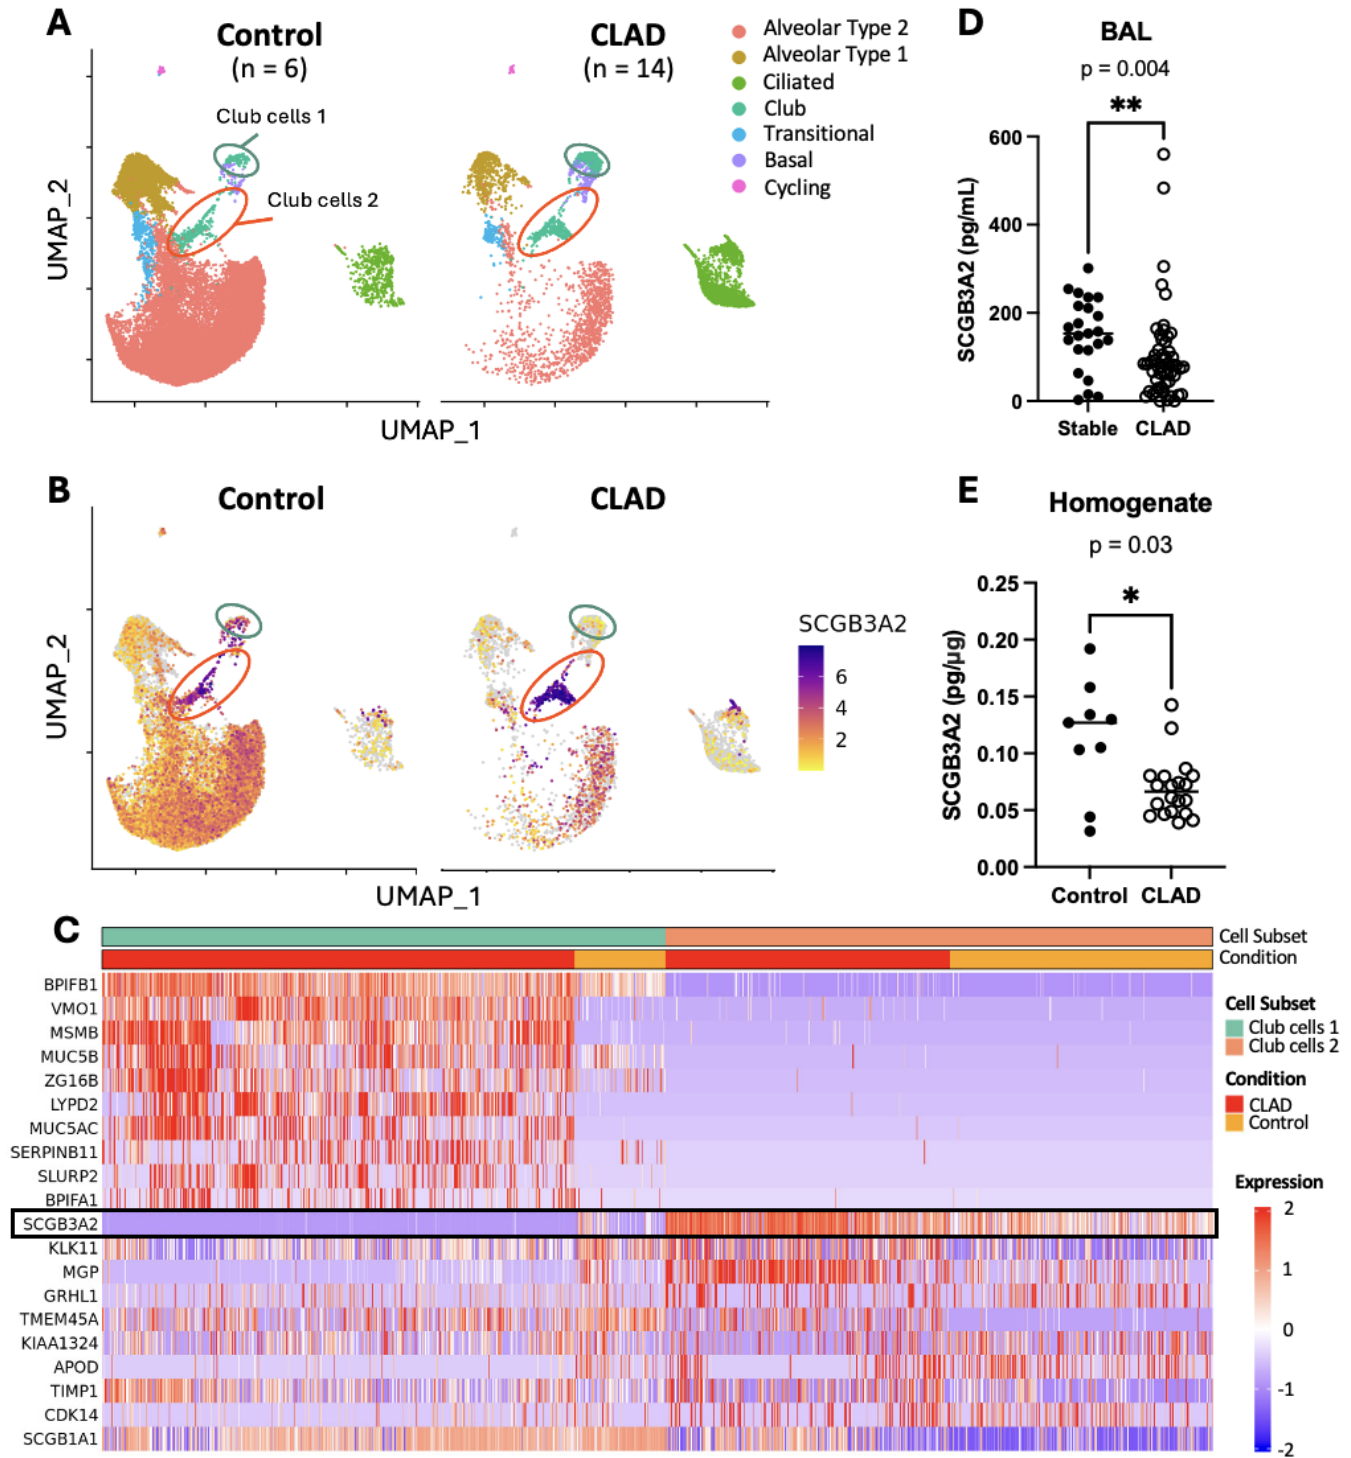 A
Control
(n = 6)
CLAD
(n = 14)
Club cells 1
Club cells 2
UMAP_2
UMAP_1
Alveolar Type 2
Alveolar Type 1
Ciliated
Club
Transitional
Basal
Cycling
D
BAL
p = 0.004
**
SCGB3A2 (pg/mL)
600
400
200
0
Stable CLAD
B
Control
CLAD
UMAP_2
UMAP_1
SCGB3A2
6
4
2
E
Homogenate
p = 0.03
*
SCGB3A2 (pg/µg)
0.25
0.20
0.15
0.10
0.05
0.00
Control CLAD
C
Cell Subset
Condition
BPIFB1
VMO1
MSMB
MUC5B
ZG16B
LYPD2
MUC5AC
SERPINB11
SLURP2
BPIFA1
SCGB3A2
KLK11
MGP
GRHL1
TMEM45A
KIAA1324
APOD
TIMP1
CDK14
SCGB1A1
Cell Subset
Club cells 1
Club cells 2
Condition
CLAD
Control
Expression
2
1
0
-1
-2